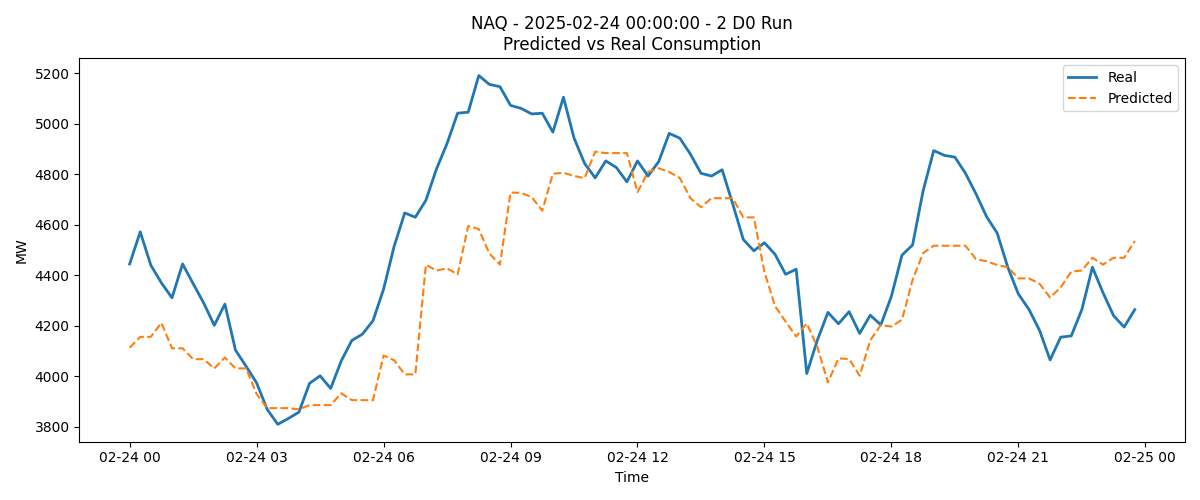 NAQ - 2025-02-24 00:00:00 - 2 D0 Run
Predicted vs Real Consumption
Real
Predicted
MW
5200
5000
4800
4600
4400
4200
4000
3800
02-24 00
02-24 03
02-24 06
02-24 09
02-24 12
02-24 15
02-24 18
02-24 21
02-25 00
Time